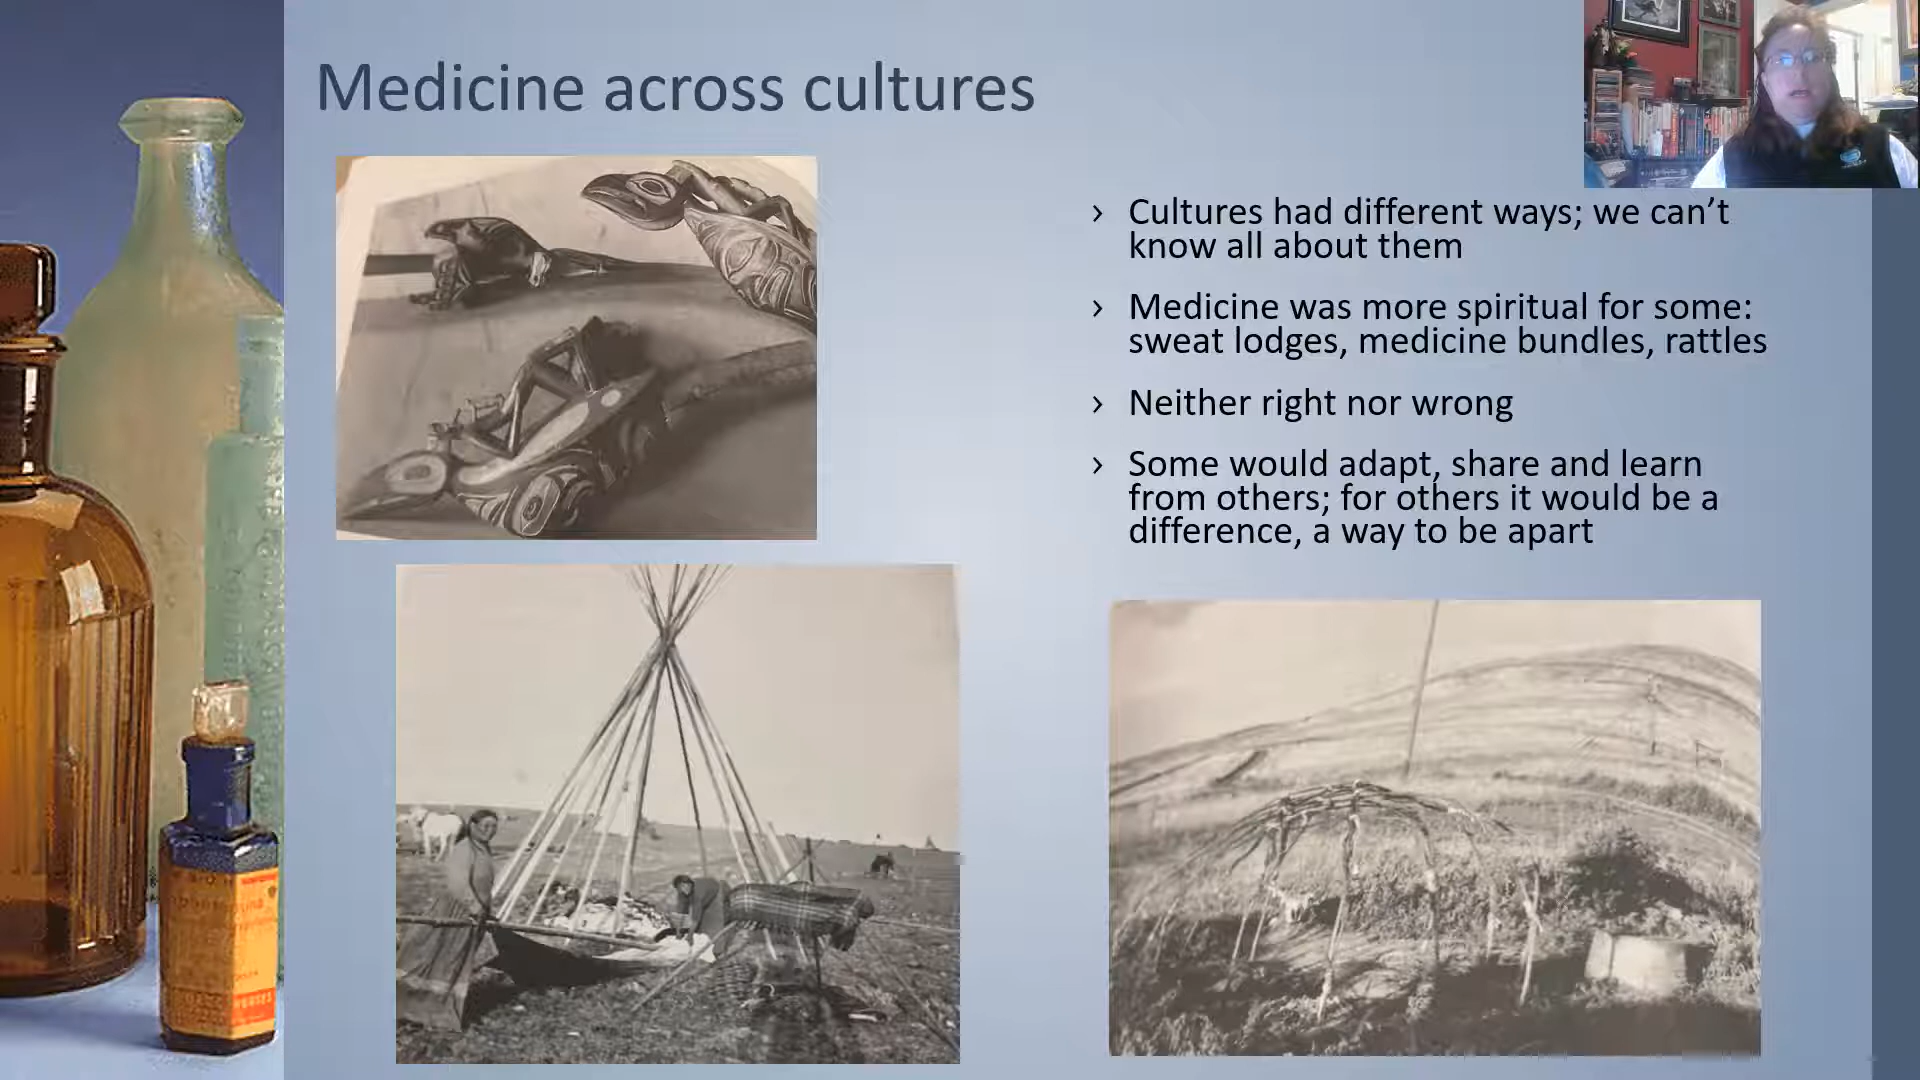 Medicine across cultures
› Cultures had different ways; we can’t
know all about them
› Medicine was more spiritual for some:
sweat lodges, medicine bundles, rattles
› Neither right nor wrong
› Some would adapt, share and learn
from others; for others it would be a
difference, a way to be apart